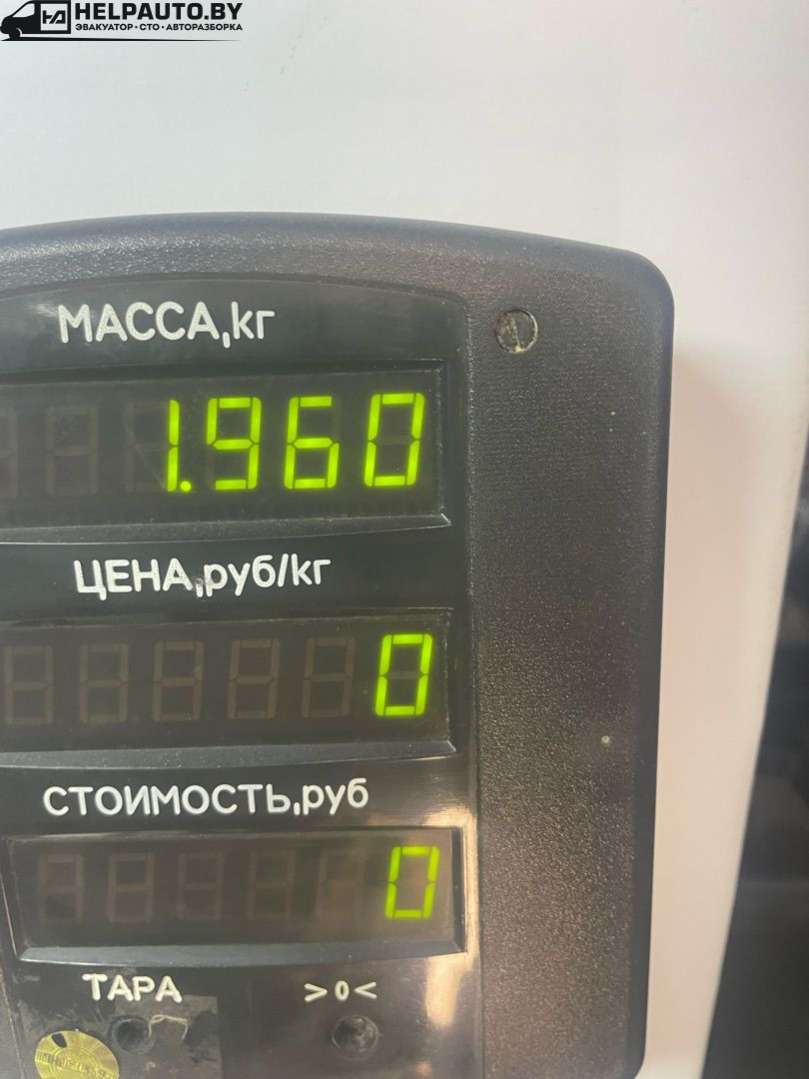 HELPAUTO.BY
ЭВАКУАТОР • СТО • АВТОРАЗБОРКА
МАССА,кг
1.960
ЦЕНА,руб/кг
0
СТОИМОСТЬ,руб
0
ТАРА >0<